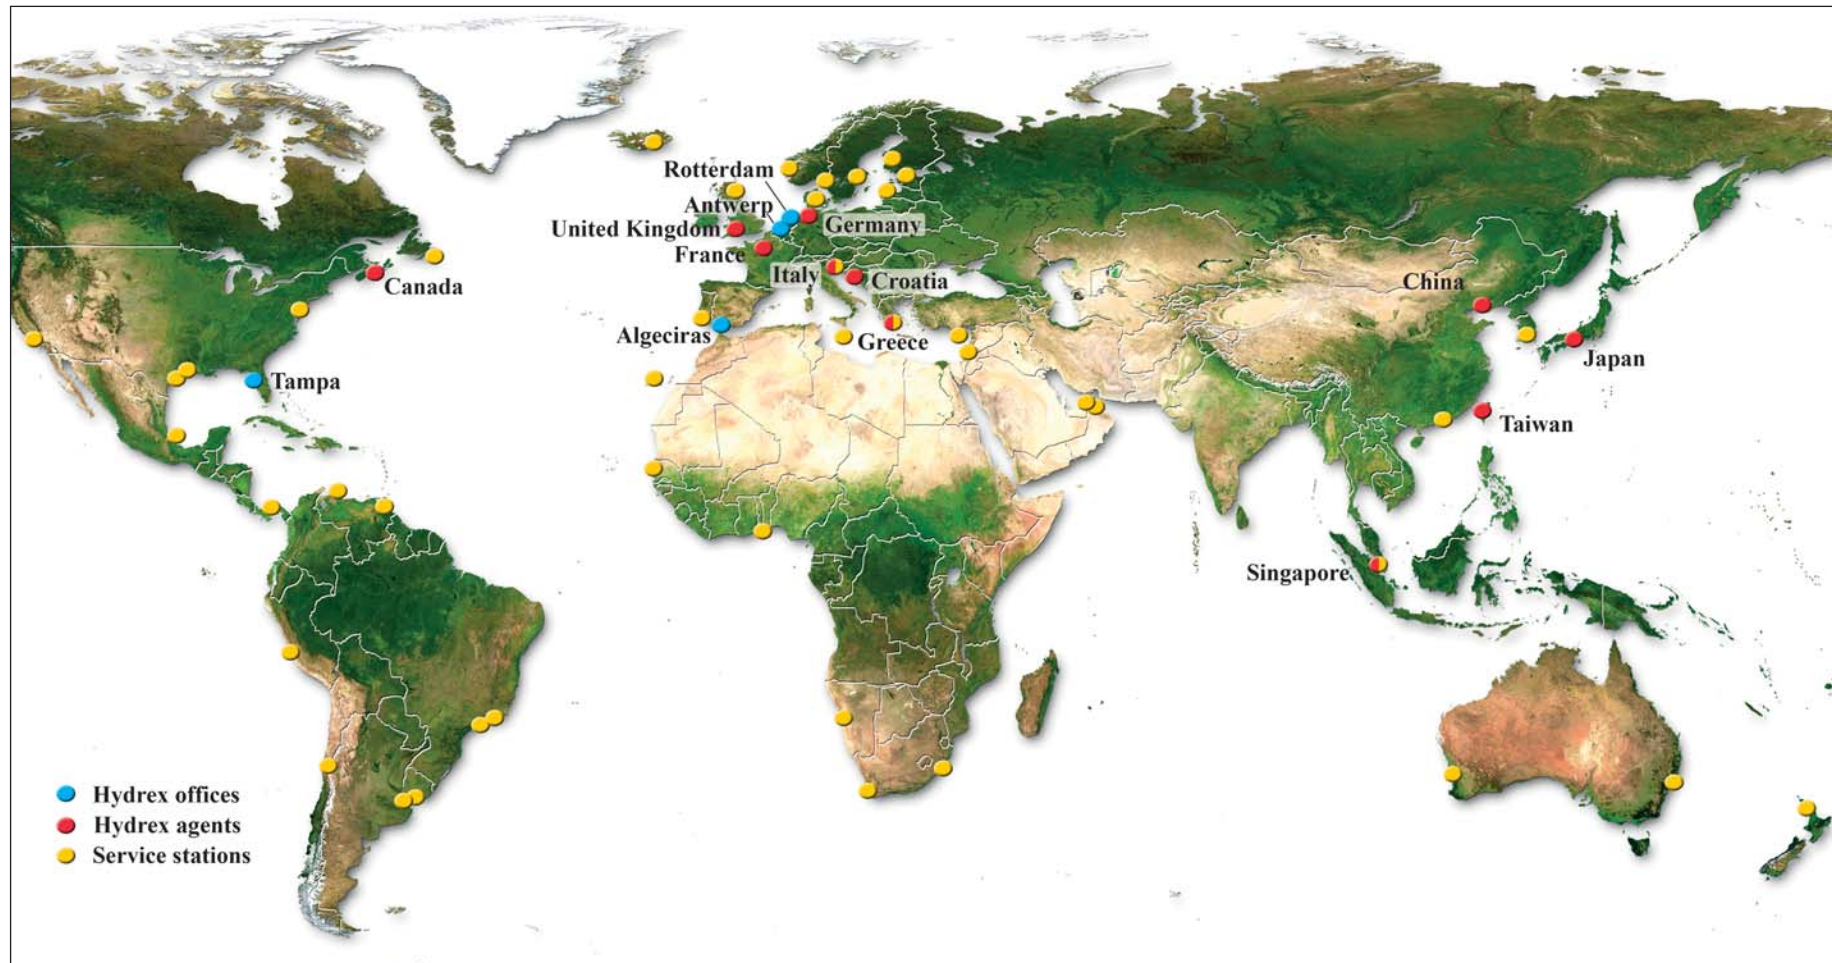 Rotterdam
Antwerp
United Kingdom
Germany
France
Italy
Croatia
Canada
China
Algeciras
Greece
Japan
Tampa
Taiwan
Singapore
Hydrex offices
Hydrex agents
Service stations